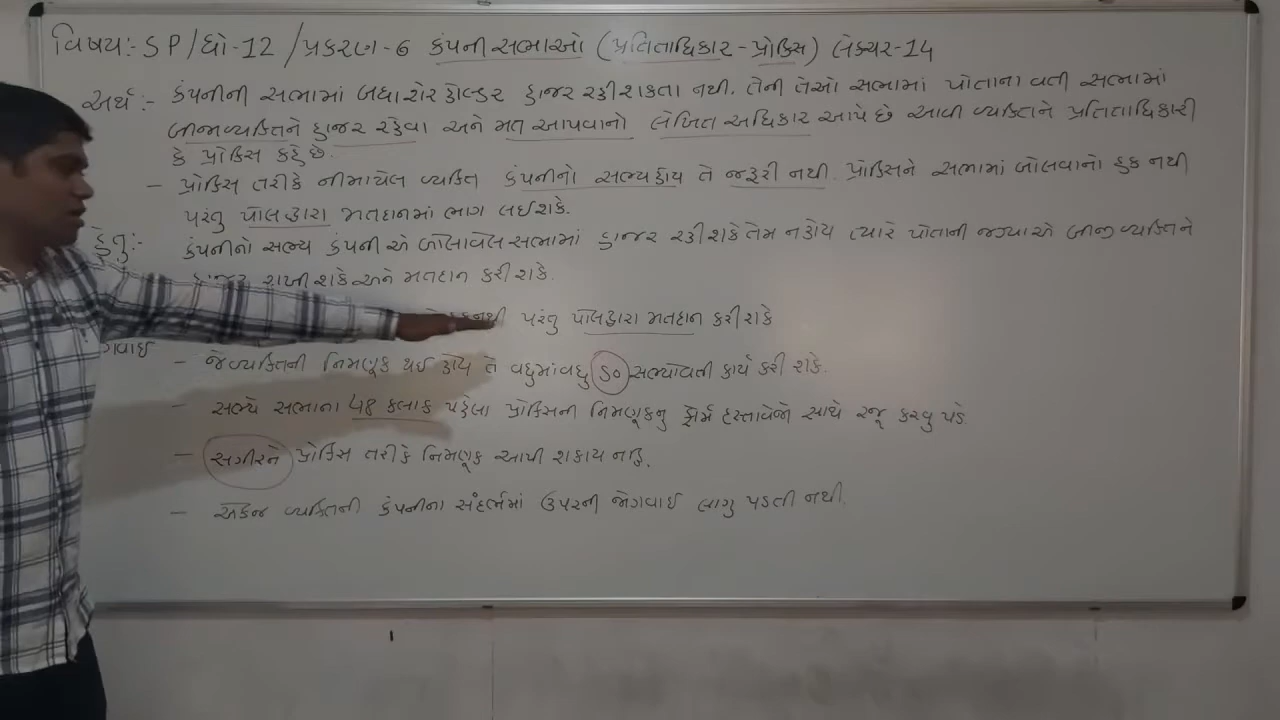 વિષય:- SP/ધો-12 /પ્રકરણ-6 કંપની સભાઓ (પ્રતિતાધિકાર-પ્રોક્સિ) લેક્ચર-14
અર્થ:- કંપનીની સભામાં બધા શેર હોલ્ડર હાજર રહી શકતા નથી. તેની તેઓ સભામાં પોતાના વતી સભામાં
બીજી વ્યક્તિને હાજર રહેવા અને મત આપવાનો લેખિત અધિકાર આપે છે આવી વ્યક્તિને પ્રતિતાધિકારી
કે પ્રોક્સિ કહે છે.
- પ્રોક્સિ તરીકે નીમાયેલ વ્યક્તિ કંપનીનો સભ્ય હોય તે જરૂરી નથી. પ્રોક્સિને સભામાં બોલવાનો હક નથી
પરંતુ પોલ દ્વારા મતદાનમાં ભાગ લઈ શકે.
હેતુ:- કંપનીનો સભ્ય કંપની એ બોલાવેલ સભામાં હાજર રહી શકે તેમ ન હોય ત્યારે પોતાની જગ્યાએ બીજી વ્યક્તિને
હાજર રાખી શકે અને મતદાન કરી શકે.
નથી પરંતુ પોલ દ્વારા મતદાન કરી શકે
- જે વ્યક્તિની નિમણૂક થઈ હોય તે વધુમાં વધુ 50 સભ્યોવતી કાર્ય કરી શકે.
- સભ્યે સભાના 48 કલાક પહેલા પ્રોક્સિની નિમણૂકનુ ફોર્મ દસ્તાવેજો સાથે રજૂ કરવુ પડે
- સગીરને પ્રોક્સિ તરીકે નિમણૂક આપી શકાય નહિ.
- એકજ વ્યક્તિની કંપનીના સંદર્ભમાં ઉપરની જોગવાઈ લાગુ પડતી નથી.